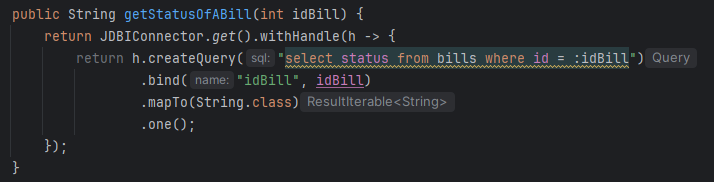 public String getStatusOfABill(int idBill) {
    return JDBIConnector.get().withHandle(h -> {
        return h.createQuery( sql: "select status from bills where id = :idBill") Query
                .bind( name: "idBill", idBill)
                .mapTo(String.class) ResultIterable<String>
                .one();
    });
}